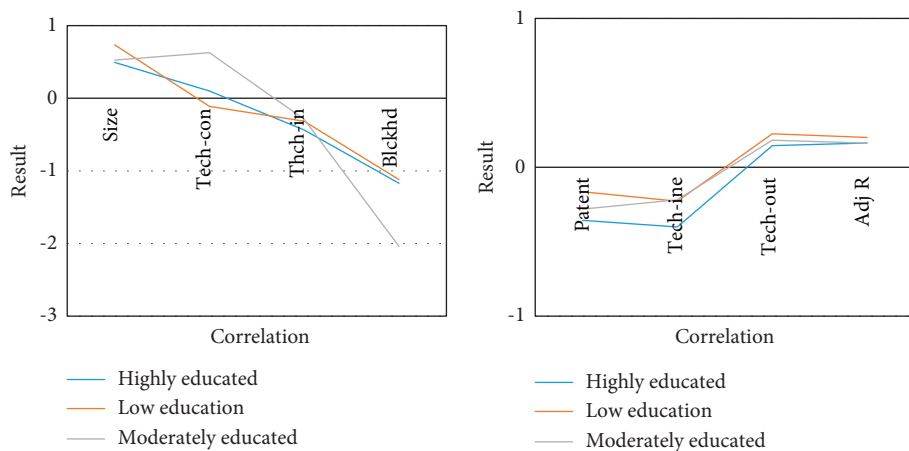 1
0
-1
-2
-3
Result
Size
Tech-con
Thch-in
Blckhd
Correlation
Highly educated
Low education
Moderately educated
1
0
-1
Result
Patent
Tech-ine
Tech-out
Adj R
Correlation
Highly educated
Low education
Moderately educated